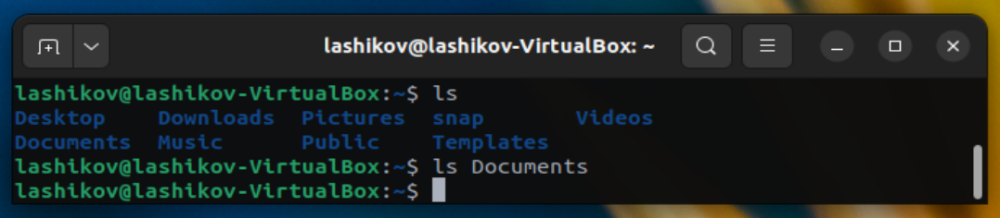 lashikov@lashikov-VirtualBox: ~
lashikov@lashikov-VirtualBox:~$ ls
Desktop Downloads Pictures snap Videos
Documents Music Public Templates
lashikov@lashikov-VirtualBox:~$ ls Documents
lashikov@lashikov-VirtualBox:~$